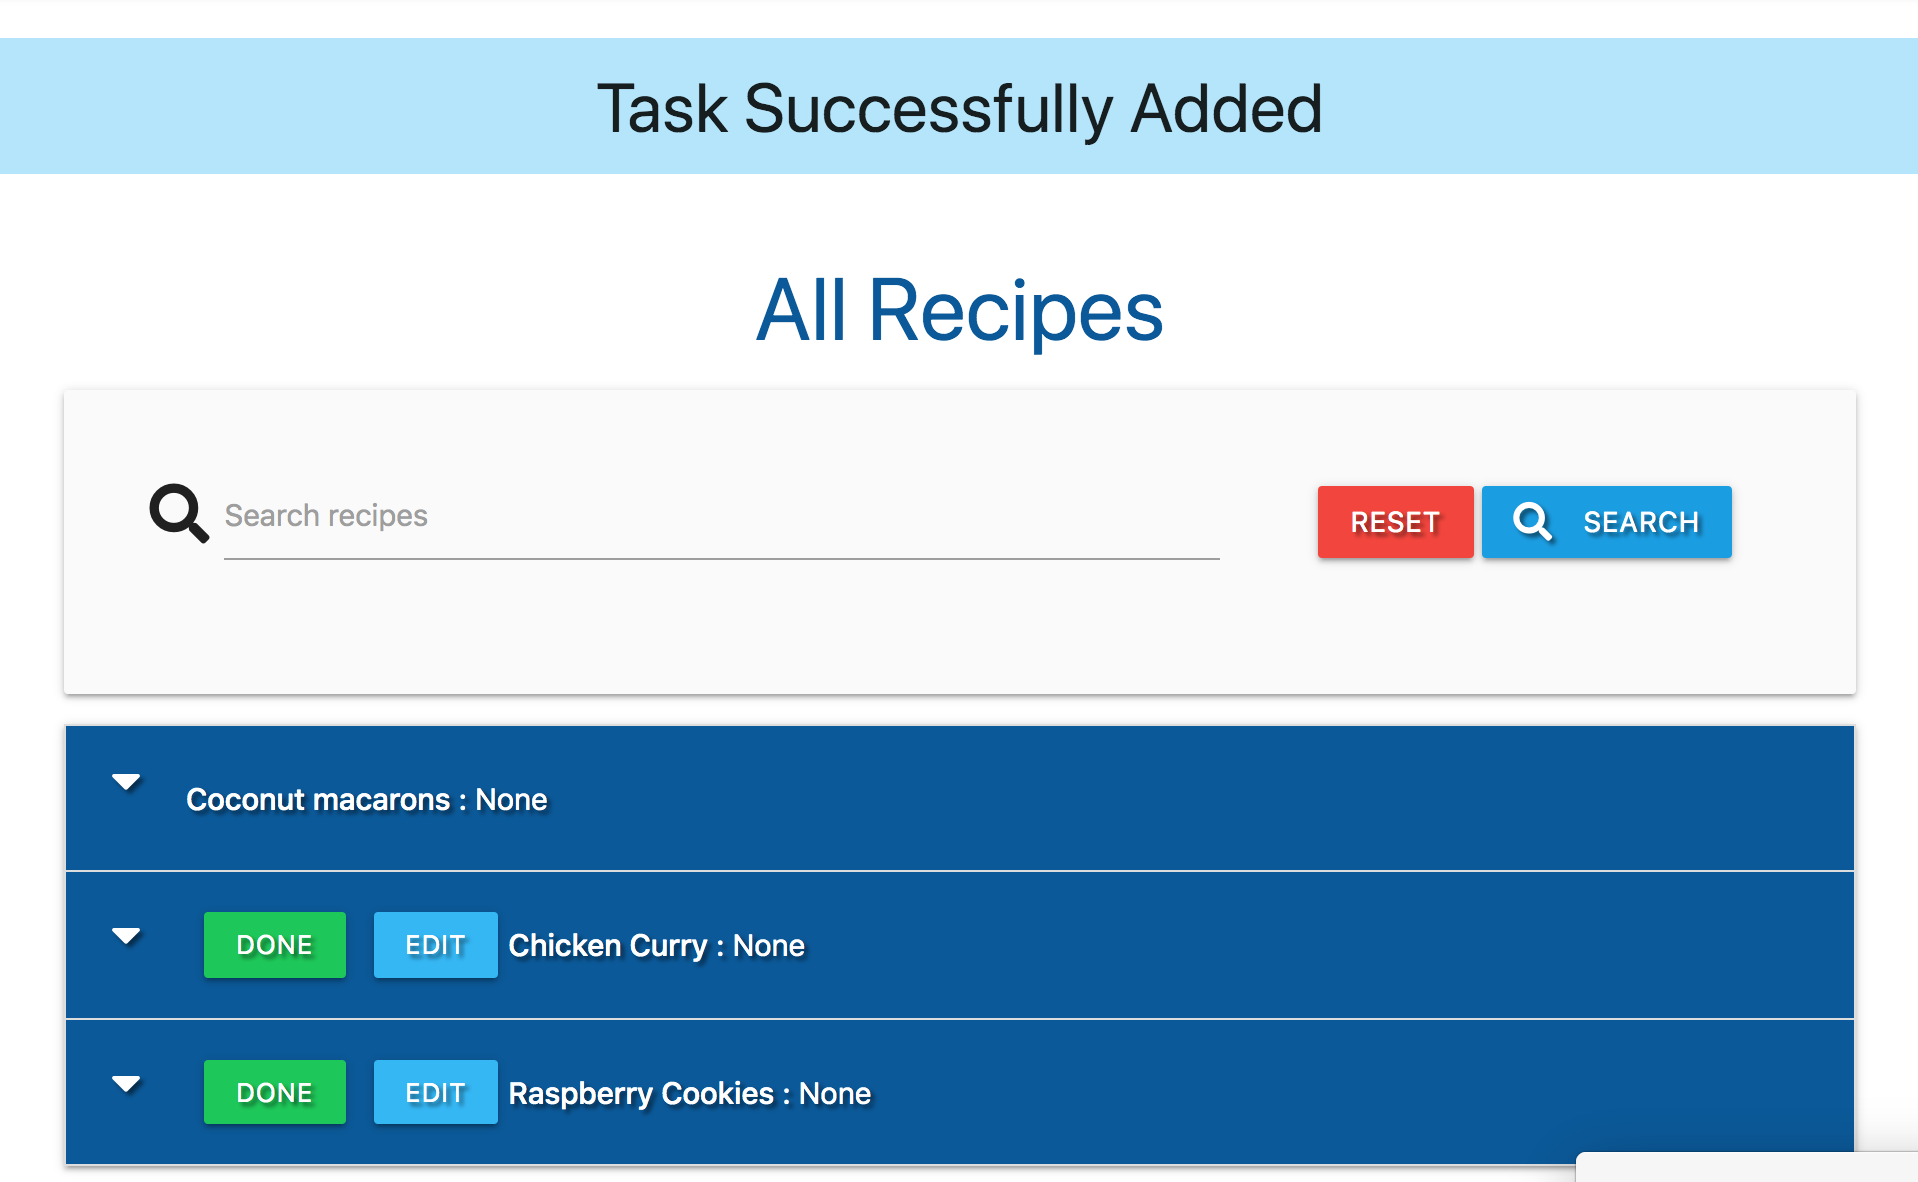 Task Successfully Added
All Recipes
Search recipes
RESET SEARCH
Coconut macarons : None
DONE EDIT Chicken Curry : None
DONE EDIT Raspberry Cookies : None